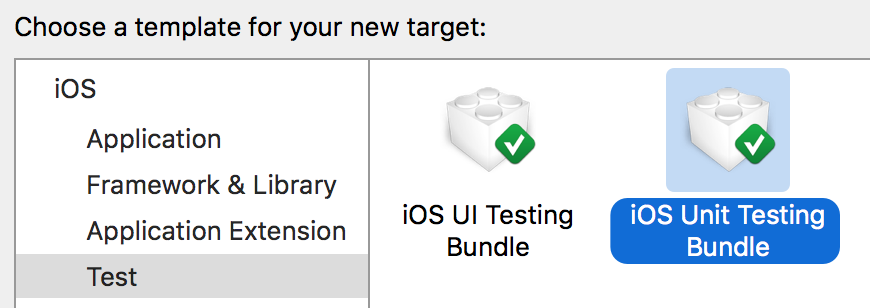 Choose a template for your new target:
iOS
Application
Framework & Library
Application Extension
Test
iOS UI Testing
Bundle
iOS Unit Testing
Bundle